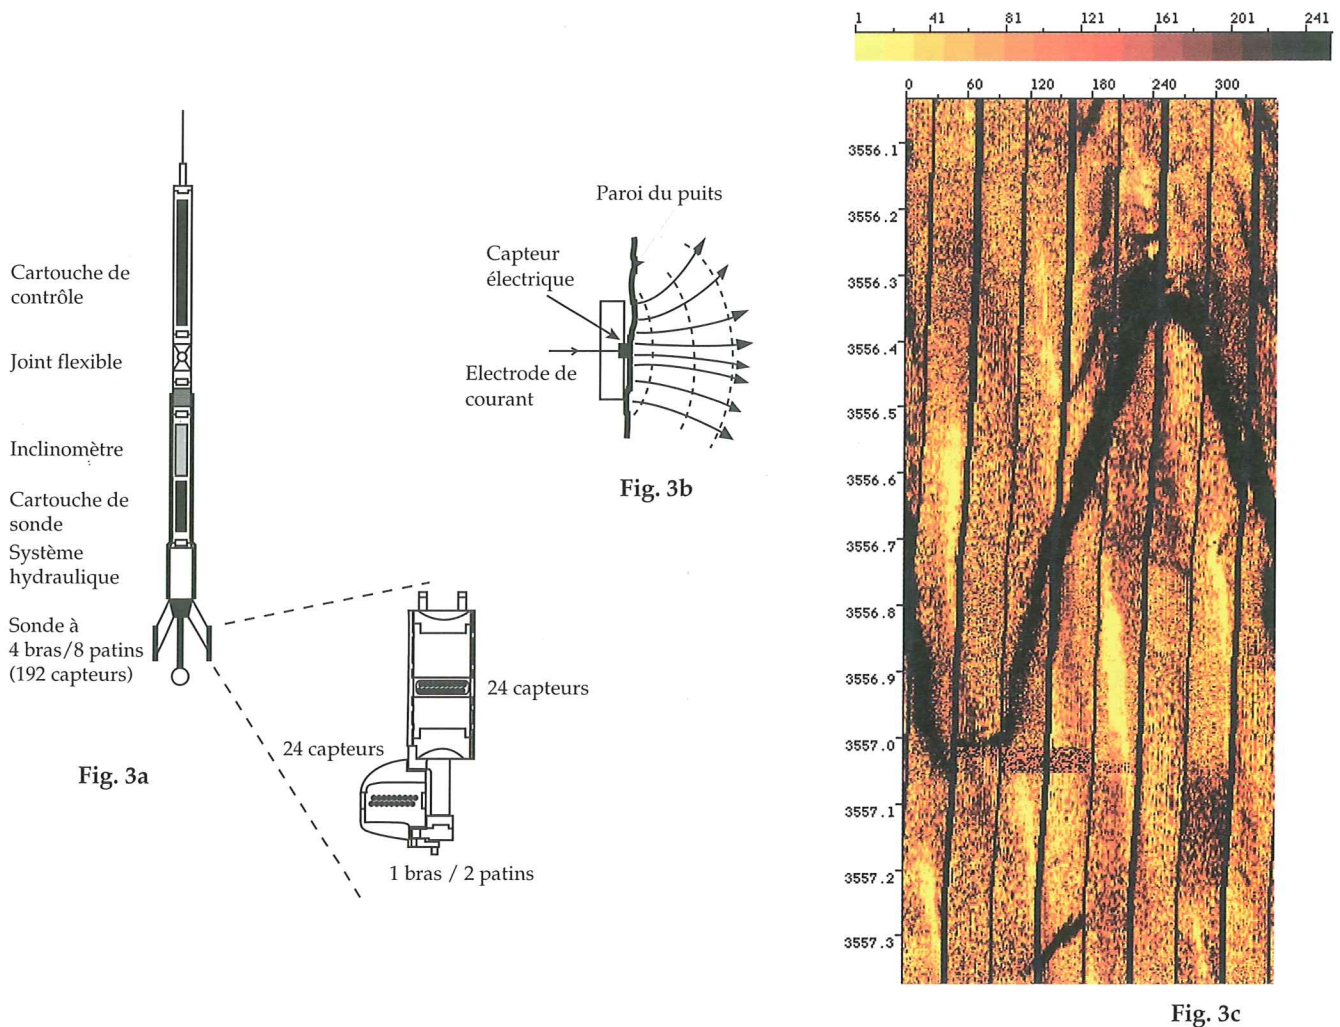 Cartouche de
contrôle
Joint flexible
Inclinomètre
Cartouche de
sonde
Système
hydraulique
Sonde à
4 bras/8 patins
(192 capteurs)
Fig. 3a
24 capteurs
24 capteurs
1 bras / 2 patins
Paroi du puits
Capteur
électrique
Electrode de
courant
Fig. 3b
1 41 81 121 161 201 241
0 60 120 180 240 300
3556.1
3556.2
3556.3
3556.4
3556.5
3556.6
3556.7
3556.8
3556.9
3557.0
3557.1
3557.2
3557.3
Fig. 3c